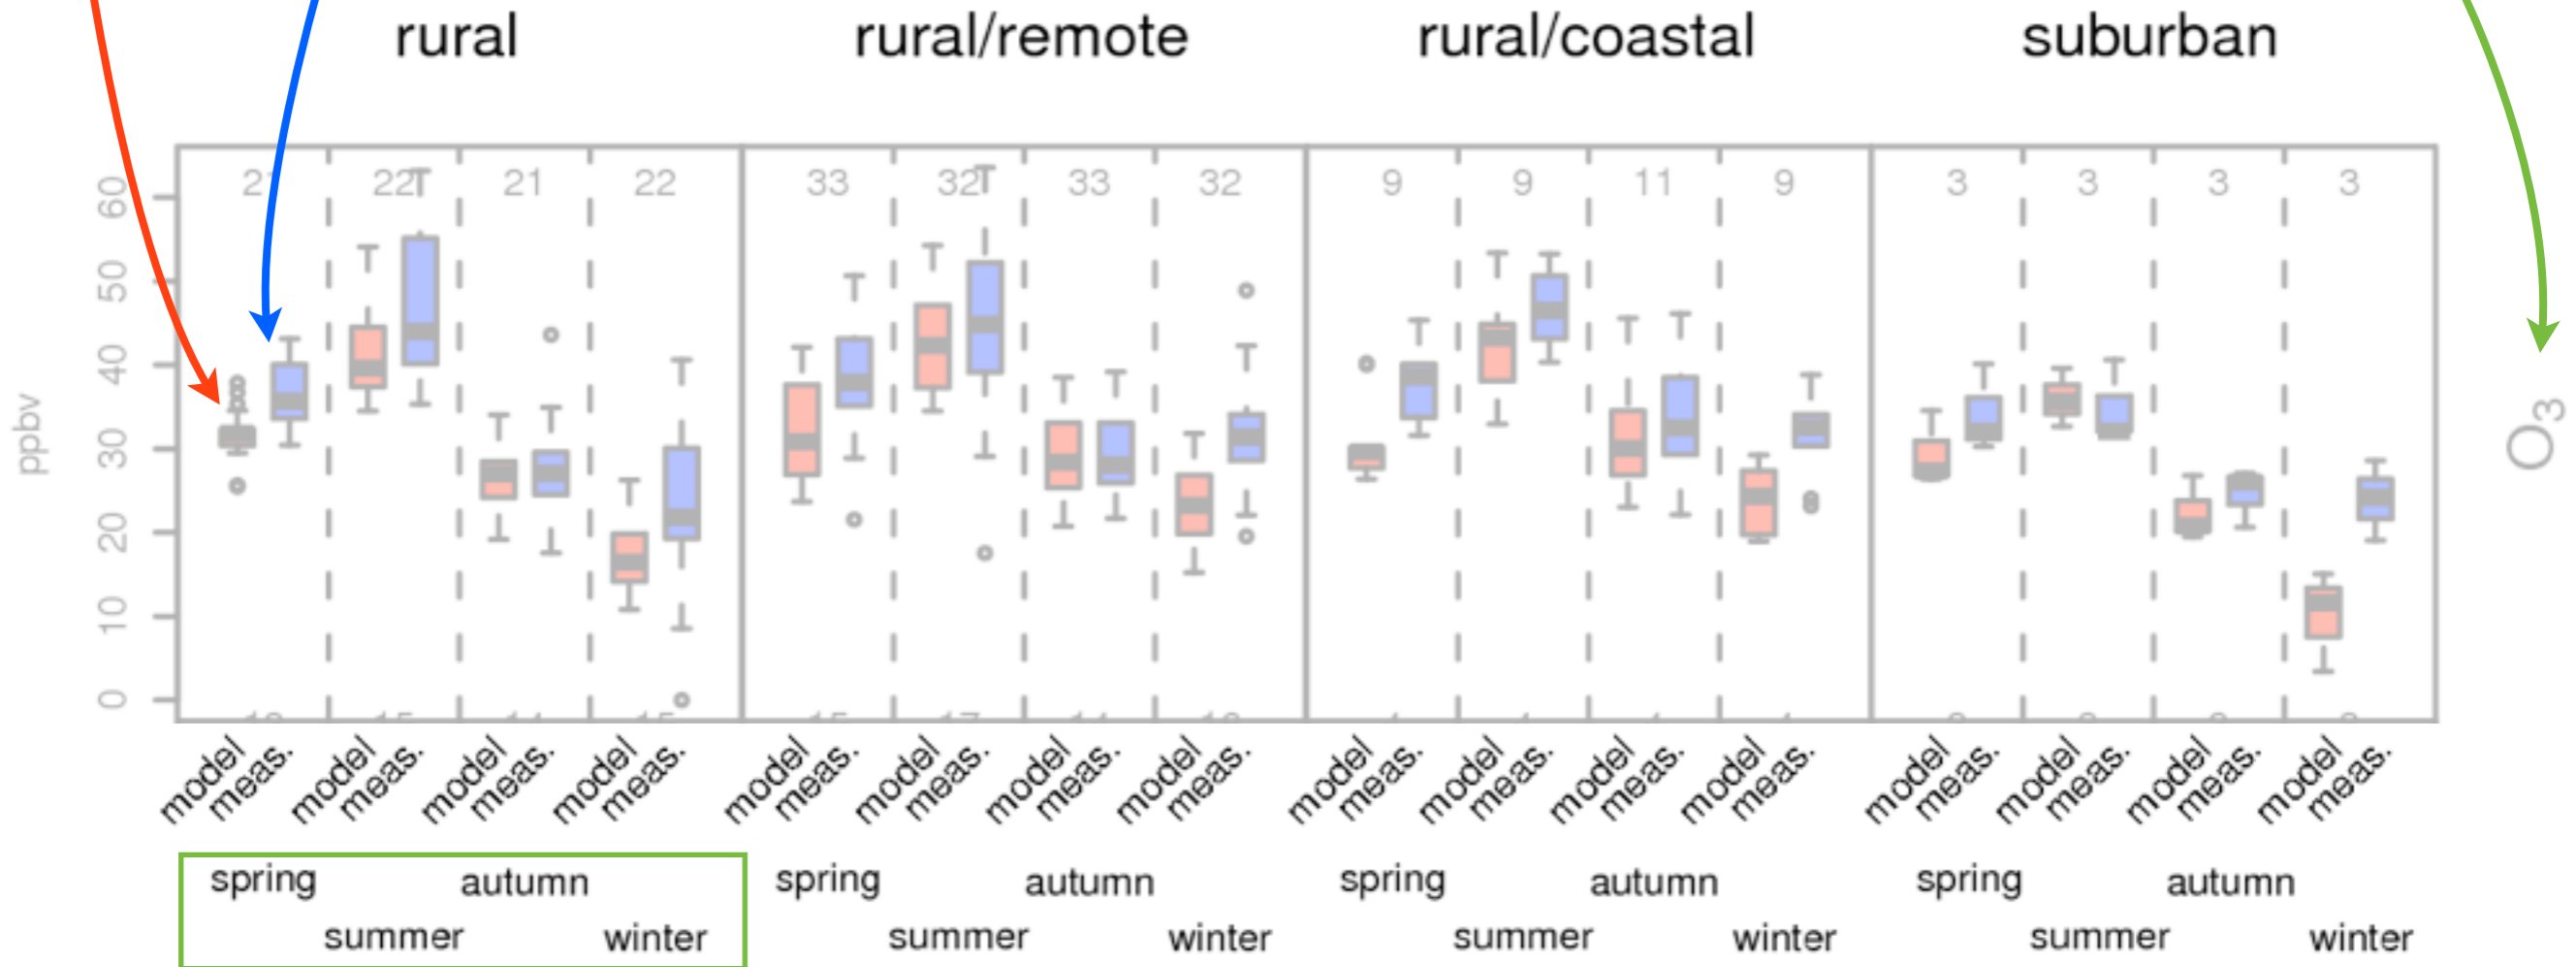 rural rural/remote rural/coastal suburban
21 22 21 22 33 32 33 32 9 9 11 9 3 3 3 3
60
50
40
30
20
10
0
ppbv
O3
model meas. model meas. model meas. model meas. model meas. model meas. model meas. model meas. model meas. model meas. model meas. model meas. model meas. model meas. model meas. model meas.
spring autumn spring autumn spring autumn spring autumn
summer winter summer winter summer winter summer winter